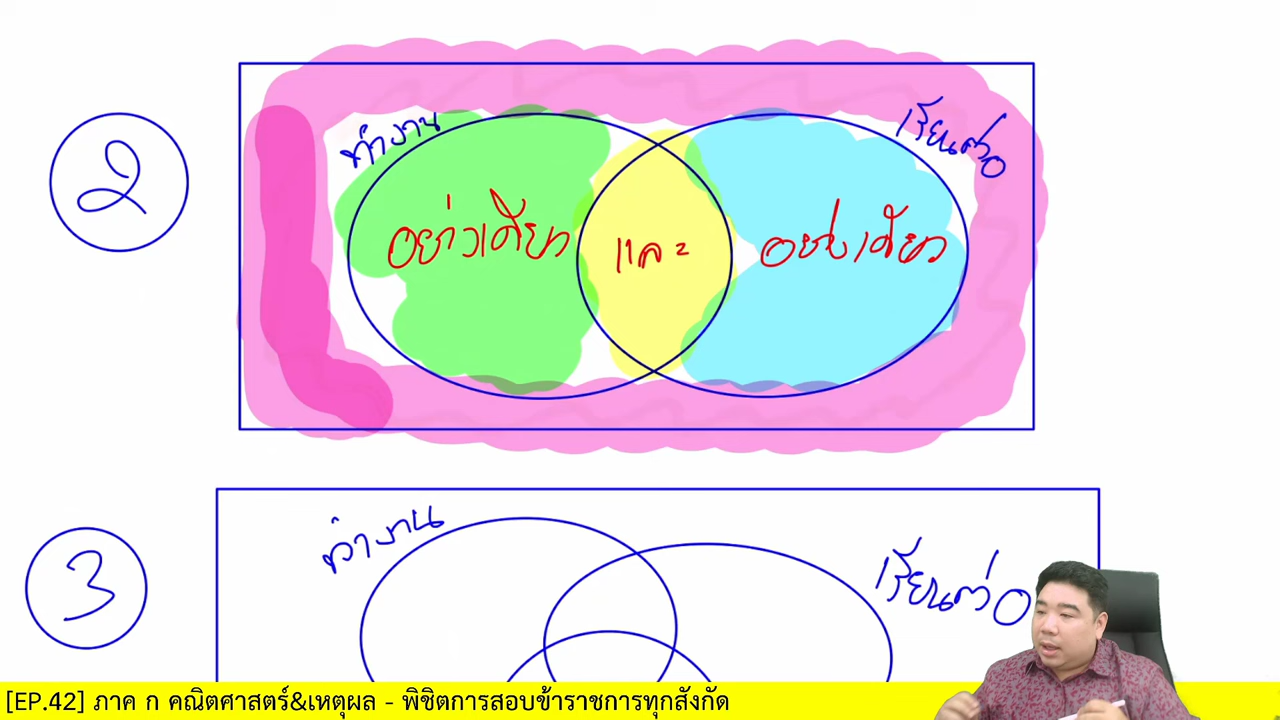 2
ทำงาน
เรียนต่อ
อย่างเดียว และ อย่างเดียว
3
ทำงาน
เรียนต่อ
[EP.42] ภาค ก คณิตศาสตร์&เหตุผล - พิชิตการสอบข้าราชการทุกสังกัด